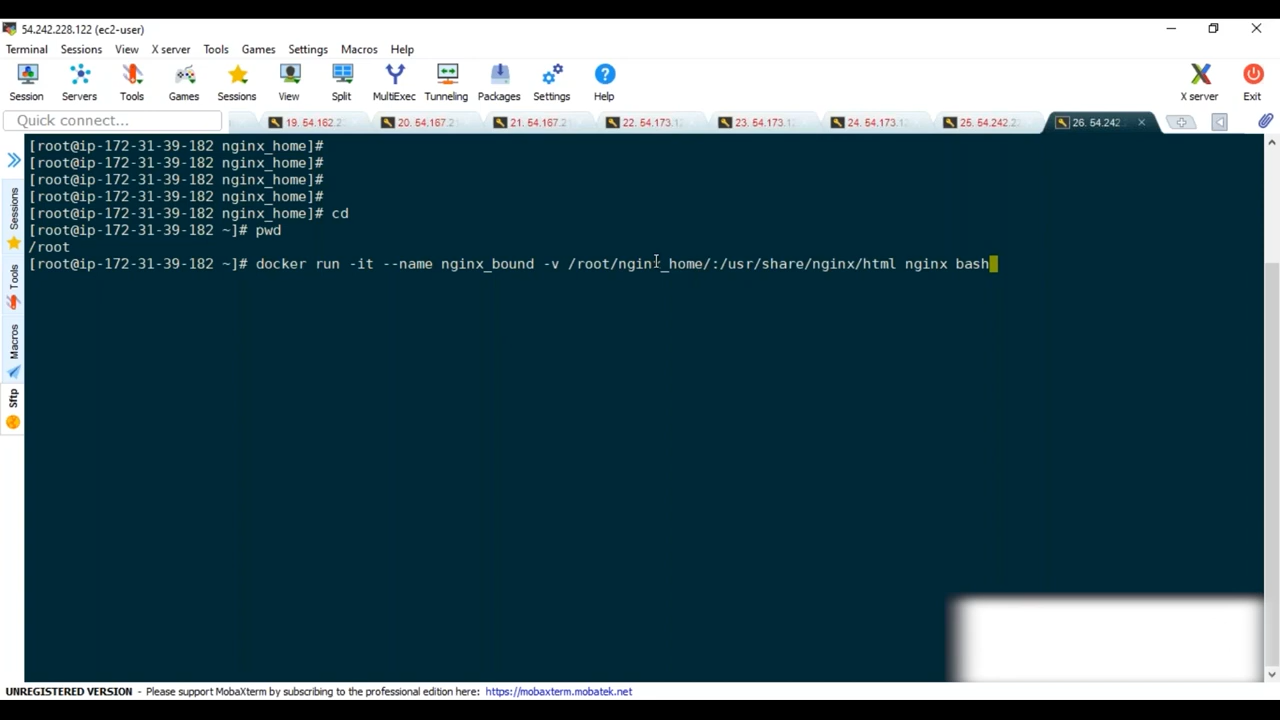 54.242.228.122 (ec2-user)
Terminal Sessions View X server Tools Games Settings Macros Help
Session Servers Tools Games Sessions View Split MultiExec Tunneling Packages Settings Help X server Exit
Quick connect... 19. 54.162.2 20. 54.167.2 21. 54.167.2 22. 54.173.1 23. 54.173.1 24. 54.173.1 25. 54.242.2 26. 54.242.
[root@ip-172-31-39-182 nginx_home]#
[root@ip-172-31-39-182 nginx_home]#
[root@ip-172-31-39-182 nginx_home]#
[root@ip-172-31-39-182 nginx_home]#
[root@ip-172-31-39-182 nginx_home]# cd
[root@ip-172-31-39-182 ~]# pwd
/root
[root@ip-172-31-39-182 ~]# docker run -it --name nginx_bound -v /root/nginx_home/:/usr/share/nginx/html nginx bash
Sessions
Tools
Macros
Sftp
UNREGISTERED VERSION - Please support MobaXterm by subscribing to the professional edition here: https://mobaxterm.mobatek.net